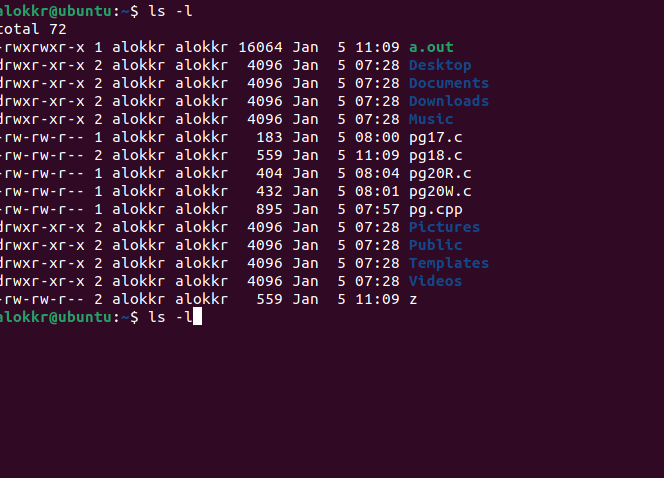 alokkr@ubuntu:~$ ls -l
total 72
-rwxrwxr-x 1 alokkr alokkr 16064 Jan  5 11:09 a.out
drwxr-xr-x 2 alokkr alokkr  4096 Jan  5 07:28 Desktop
drwxr-xr-x 2 alokkr alokkr  4096 Jan  5 07:28 Documents
drwxr-xr-x 2 alokkr alokkr  4096 Jan  5 07:28 Downloads
drwxr-xr-x 2 alokkr alokkr  4096 Jan  5 07:28 Music
-rw-rw-r-- 1 alokkr alokkr   183 Jan  5 08:00 pg17.c
-rw-rw-r-- 2 alokkr alokkr   559 Jan  5 11:09 pg18.c
-rw-rw-r-- 1 alokkr alokkr   404 Jan  5 08:04 pg20R.c
-rw-rw-r-- 1 alokkr alokkr   432 Jan  5 08:01 pg20W.c
-rw-rw-r-- 1 alokkr alokkr   895 Jan  5 07:57 pg.cpp
drwxr-xr-x 2 alokkr alokkr  4096 Jan  5 07:28 Pictures
drwxr-xr-x 2 alokkr alokkr  4096 Jan  5 07:28 Public
drwxr-xr-x 2 alokkr alokkr  4096 Jan  5 07:28 Templates
drwxr-xr-x 2 alokkr alokkr  4096 Jan  5 07:28 Videos
-rw-rw-r-- 2 alokkr alokkr   559 Jan  5 11:09 z
alokkr@ubuntu:~$ ls -l